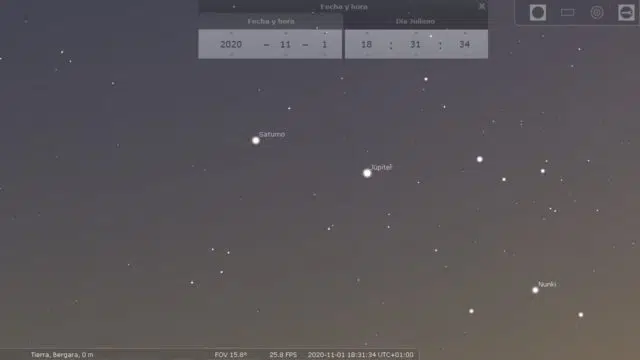 Fecha y hora
Fecha y hora Día Juliano
2020 - 11 - 1 18 : 31 : 34
Saturno
Júpiter
Nunki
Tierra, Bergara, 0 m FOV 15.8° 25.8 FPS 2020-11-01 18:31:34 UTC+01:00